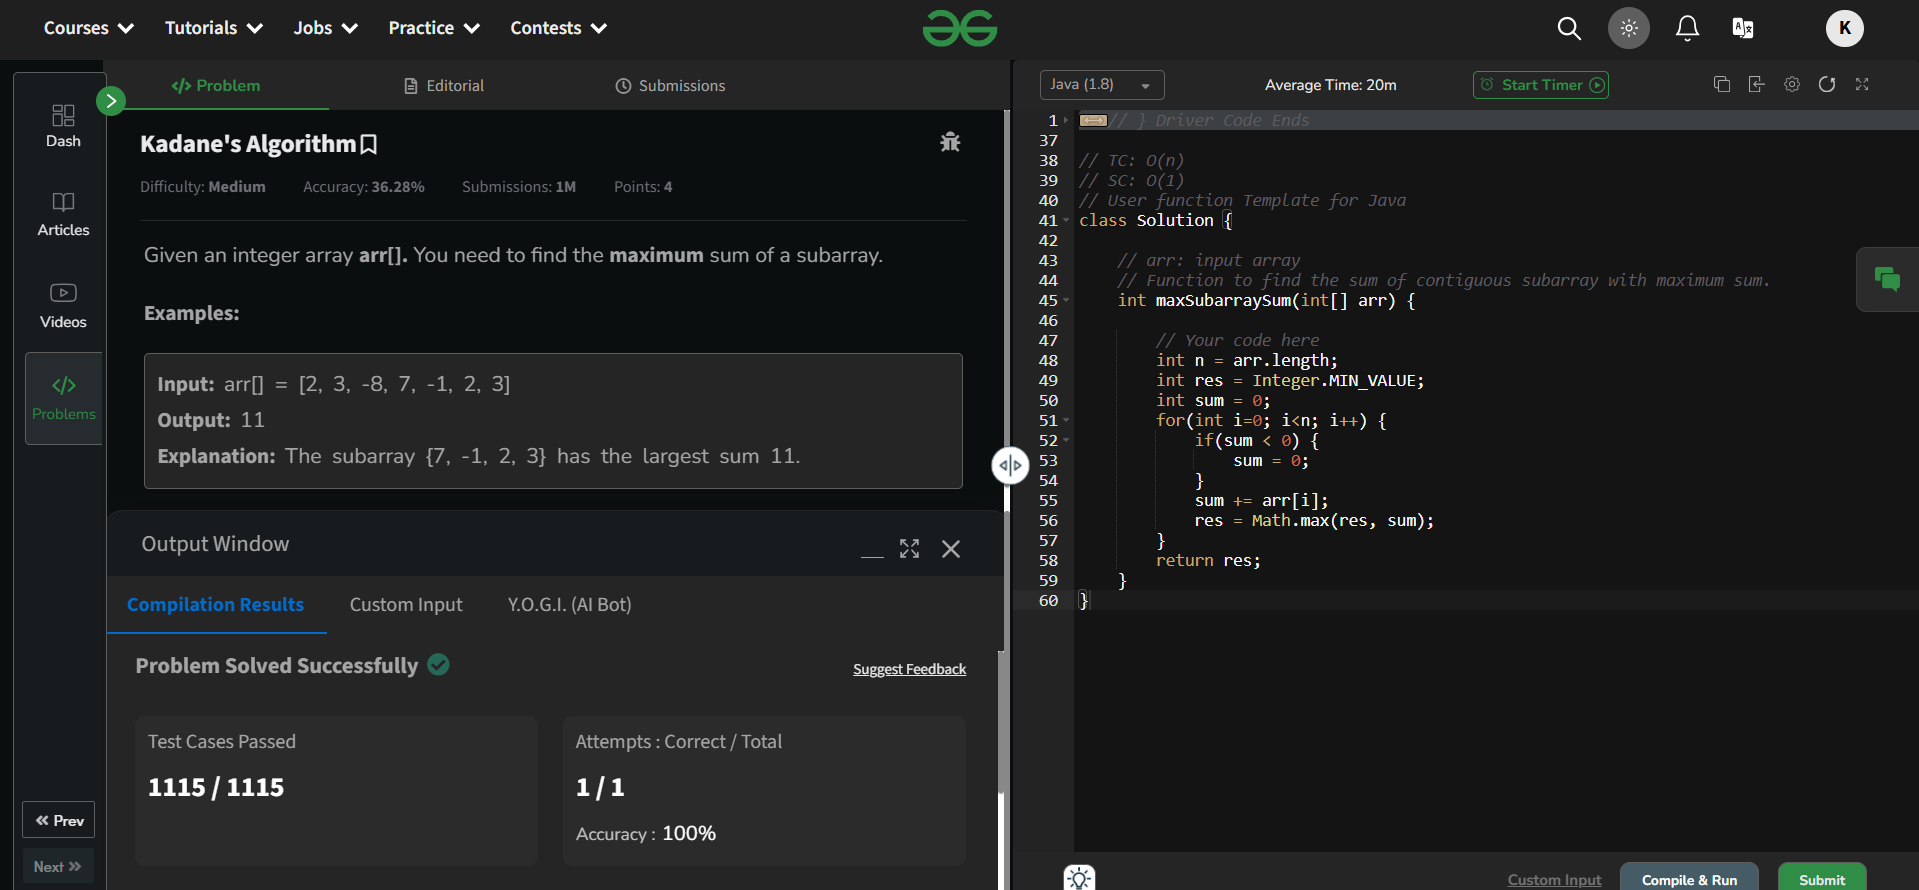 Courses Tutorials Jobs Practice Contests
K
Dash
Articles
Videos
Problems
Prev
Next
Problem Editorial Submissions
Kadane's Algorithm
Difficulty: Medium Accuracy: 36.28% Submissions: 1M Points: 4
Given an integer array arr[]. You need to find the maximum sum of a subarray.
Examples:
Input: arr[] = [2, 3, -8, 7, -1, 2, 3]
Output: 11
Explanation: The subarray {7, -1, 2, 3} has the largest sum 11.
Output Window
Compilation Results Custom Input Y.O.G.I. (AI Bot)
Problem Solved Successfully
Suggest Feedback
Test Cases Passed
1115 / 1115
Attempts : Correct / Total
1 / 1
Accuracy : 100%
Java (1.8) Average Time: 20m Start Timer
1 // } Driver Code Ends
37
38 // TC: O(n)
39 // SC: O(1)
40 // User function Template for Java
41 class Solution {
42
43 // arr: input array
44 // Function to find the sum of contiguous subarray with maximum sum.
45 int maxSubarraySum(int[] arr) {
46
47 // Your code here
48 int n = arr.length;
49 int res = Integer.MIN_VALUE;
50 int sum = 0;
51 for(int i=0; i<n; i++) {
52 if(sum < 0) {
53 sum = 0;
54 }
55 sum += arr[i];
56 res = Math.max(res, sum);
57 }
58 return res;
59 }
60 }
Custom Input Compile & Run Submit